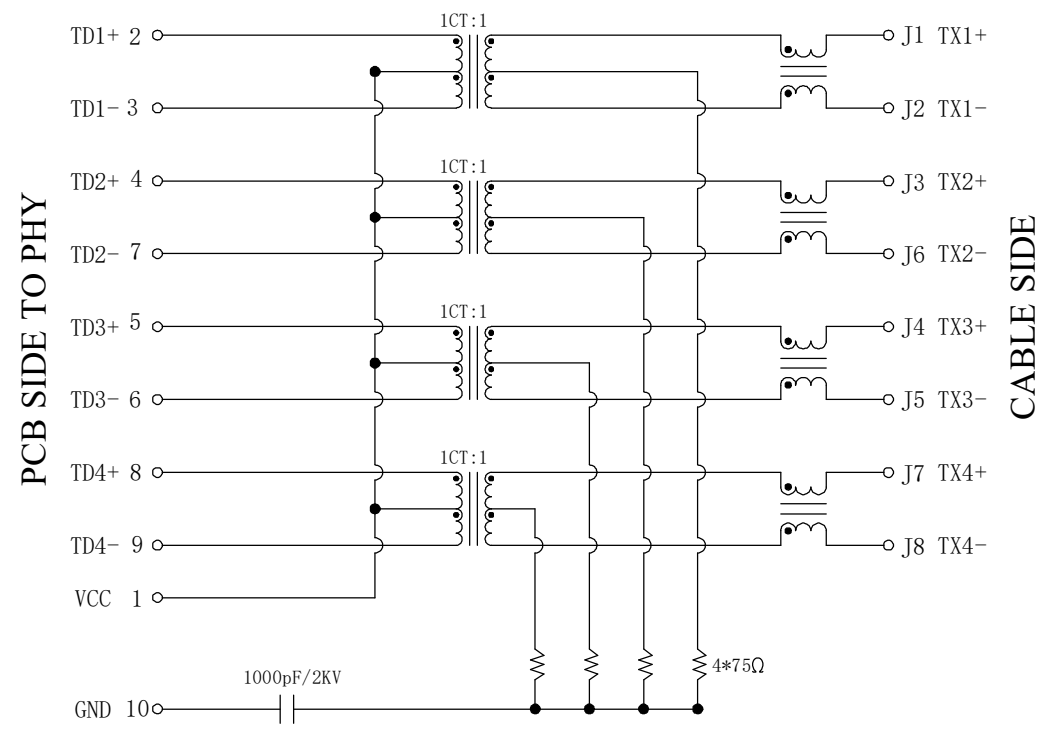 1CT:1
TD1+ 2
J1 TX1+
TD1- 3
J2 TX1-
1CT:1
TD2+ 4
J3 TX2+
TD2- 7
J6 TX2-
PCB SIDE TO PHY
CABLE SIDE
1CT:1
TD3+ 5
J4 TX3+
TD3- 6
J5 TX3-
1CT:1
TD4+ 8
J7 TX4+
TD4- 9
J8 TX4-
VCC 1
4*75Ω
1000pF/2KV
GND 10